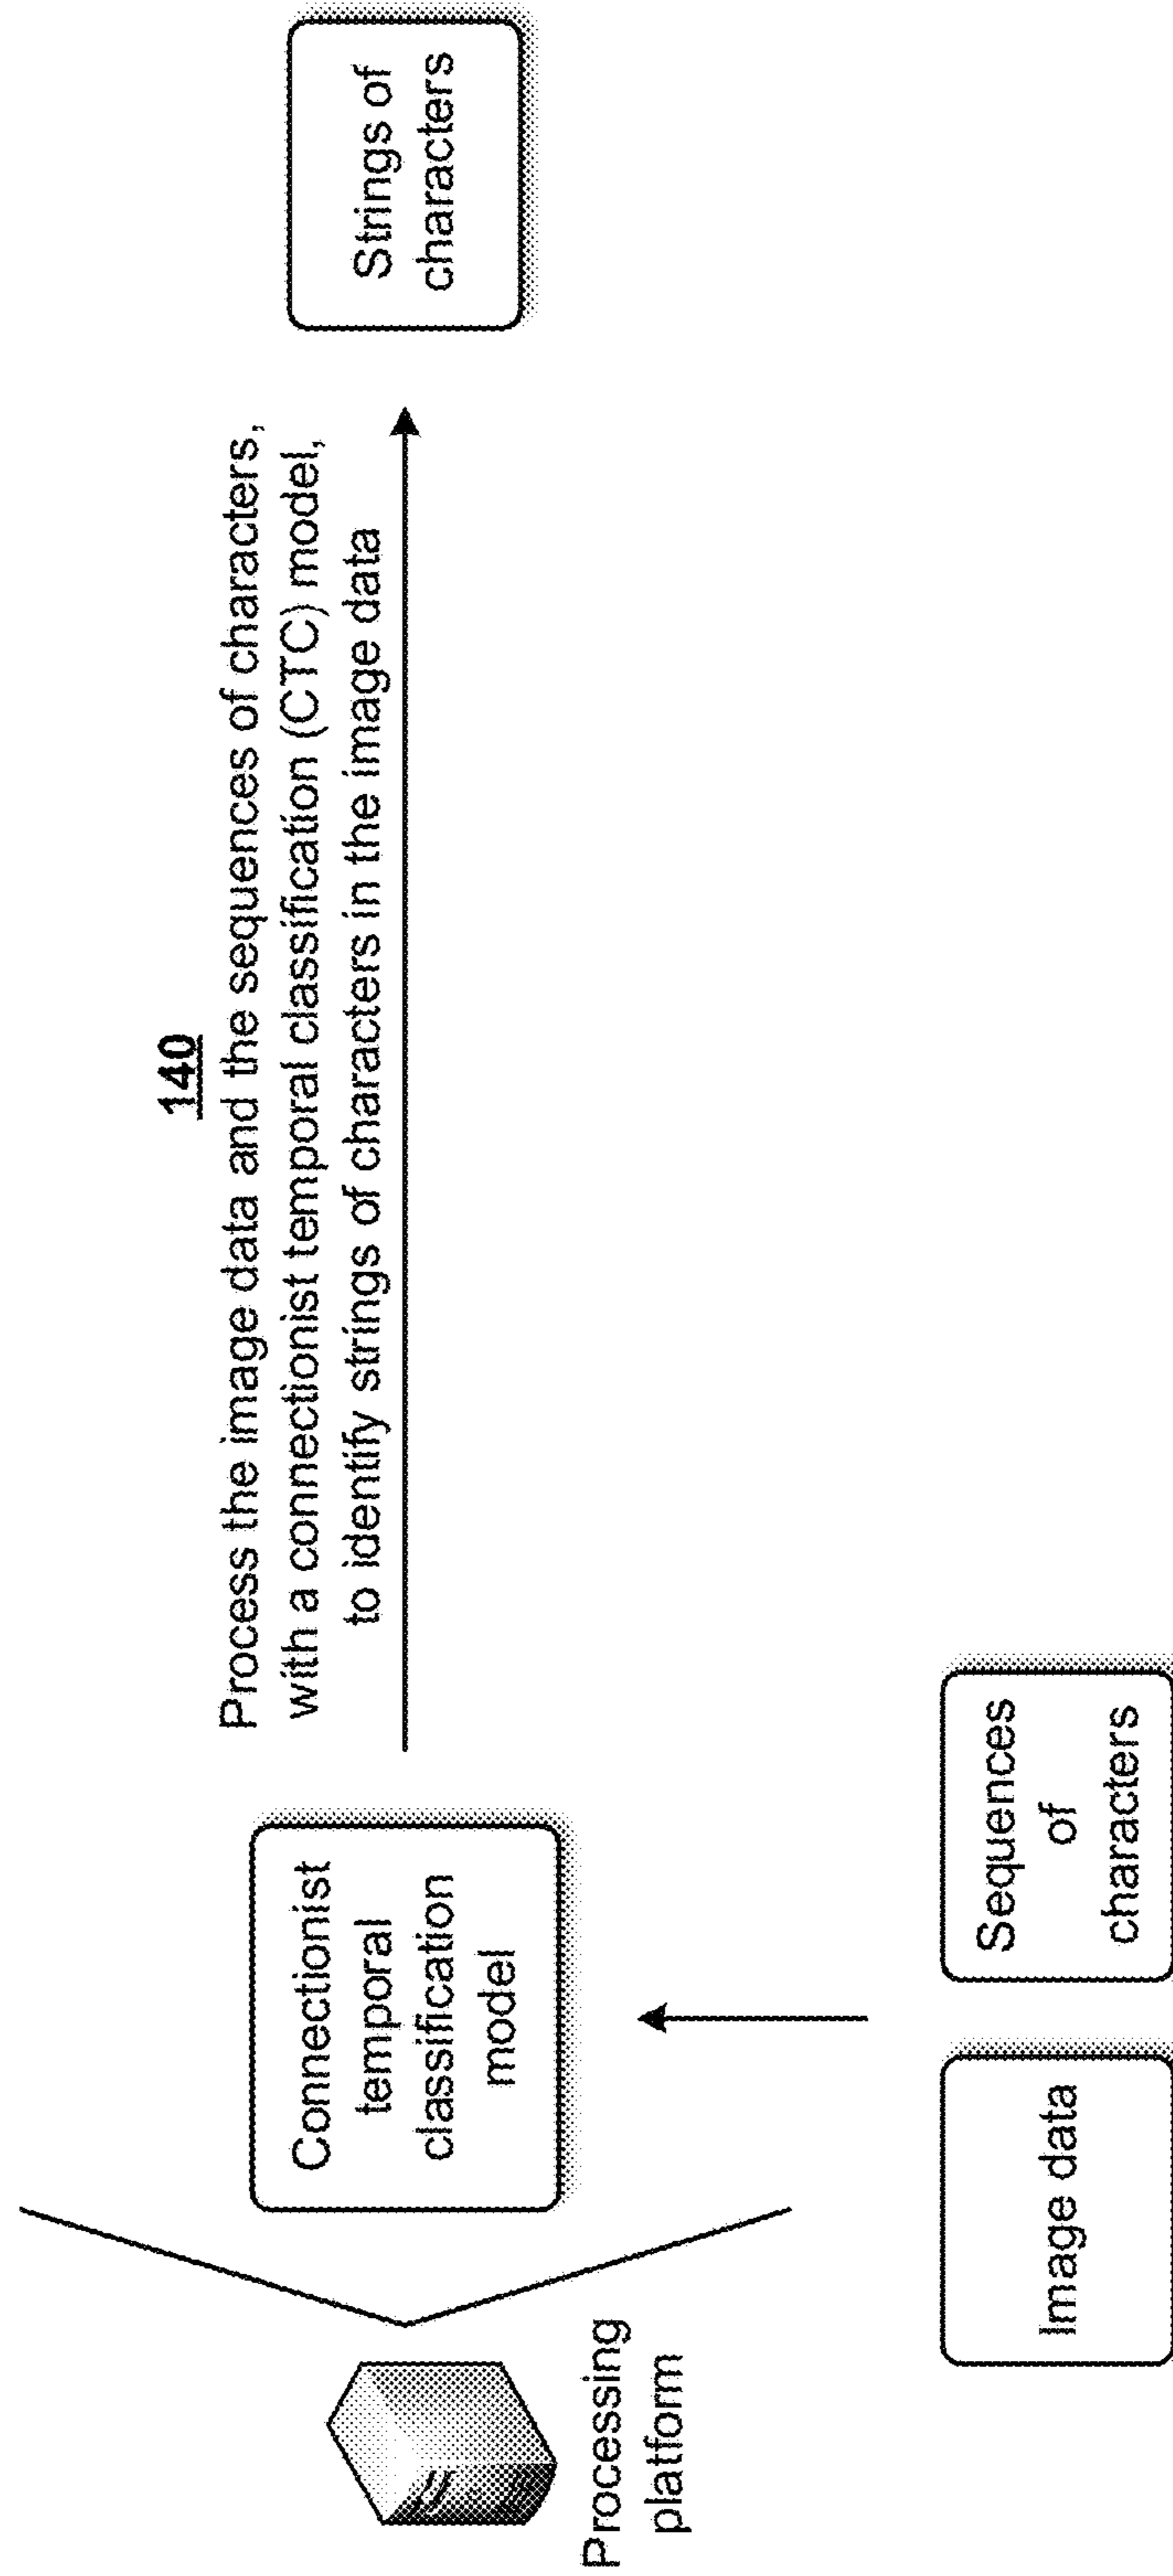 140
Process the image data and the sequences of characters,
with a connectionist temporal classification (CTC) model,
to identify strings of characters in the image data
Processing
platform
Connectionist
temporal
classification
model
Strings of
characters
Image data
Sequences
of
characters